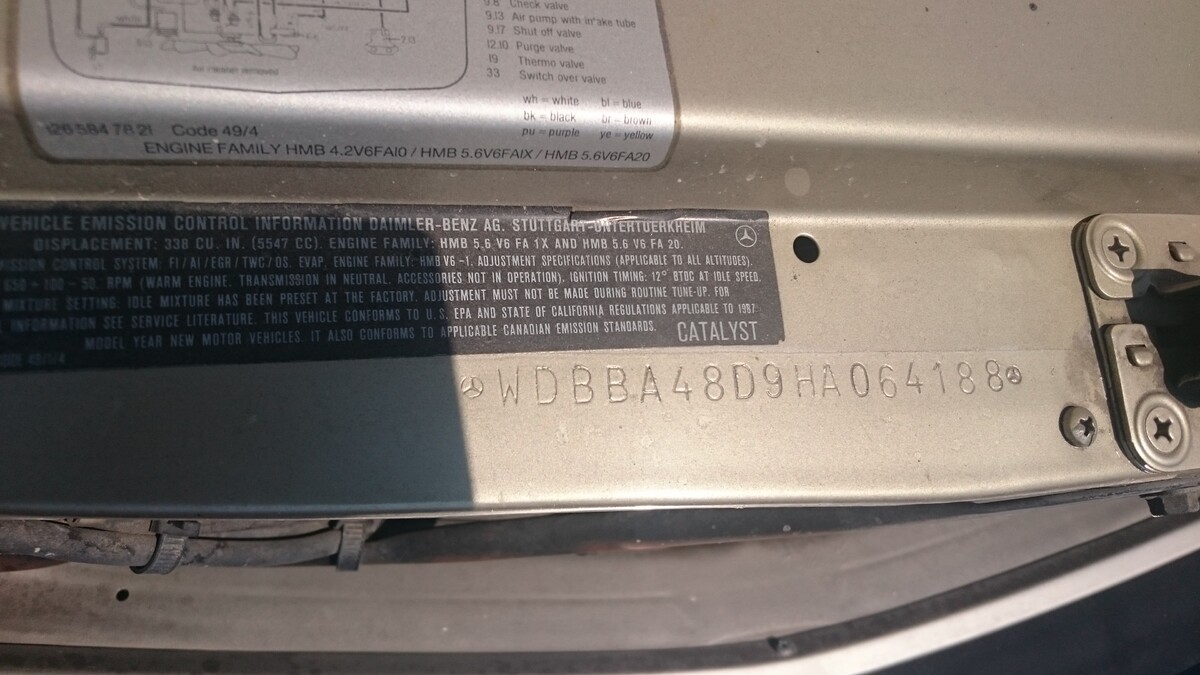 9.8 Check valve
9.13 Air pump with intake tube
9.17 Shut off valve
12.10 Purge valve
19 Thermo valve
33 Switch over valve
wh = white bl = blue
bk = black br = brown
pu = purple ye = yellow
Air cleaner removed
126 584 78 21 Code 49/4
ENGINE FAMILY HMB 4.2V6FA10 / HMB 5.6V6FA1X / HMB 5.6V6FA20
VEHICLE EMISSION CONTROL INFORMATION DAIMLER-BENZ AG. STUTTGART-UNTERTUERKHEIM
DISPLACEMENT: 338 CU. IN. (5547 CC). ENGINE FAMILY: HMB 5.6 V6 FA 1X AND HMB 5.6 V6 FA 20.
CONTROL SYSTEM: FI/AI/EGR/TWC/OS. EVAP, ENGINE FAMILY: HMB V6 -1. ADJUSTMENT SPECIFICATIONS (APPLICABLE TO ALL ALTITUDES).
650 + 100 - 50. RPM (WARM ENGINE. TRANSMISSION IN NEUTRAL. ACCESSORIES NOT IN OPERATION). IGNITION TIMING: 12° BTDC AT IDLE SPEED.
MIXTURE SETTING: IDLE MIXTURE HAS BEEN PRESET AT THE FACTORY. ADJUSTMENT MUST NOT BE MADE DURING ROUTINE TUNE-UP. FOR
INFORMATION SEE SERVICE LITERATURE. THIS VEHICLE CONFORMS TO U.S. EPA AND STATE OF CALIFORNIA REGULATIONS APPLICABLE TO 1987
MODEL YEAR NEW MOTOR VEHICLES. IT ALSO CONFORMS TO APPLICABLE CANADIAN EMISSION STANDARDS. CATALYST
WDBBA48D9HA064188